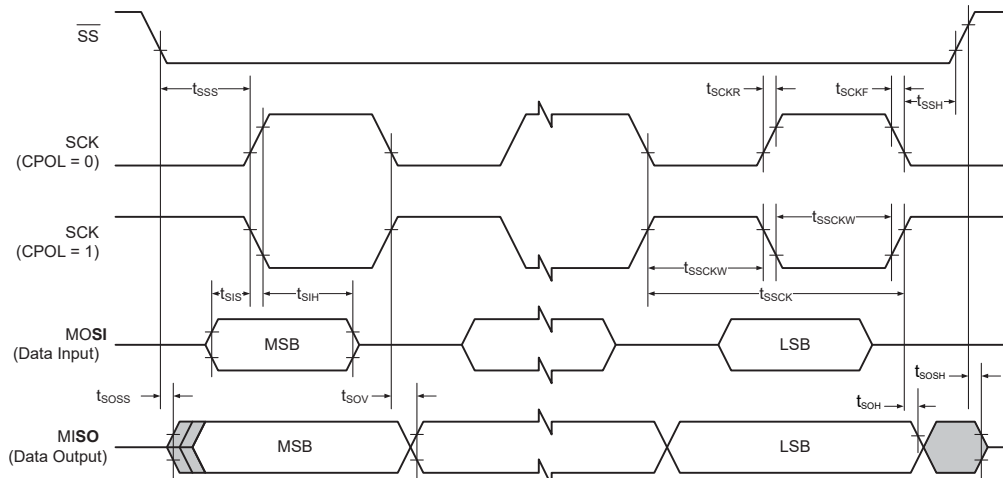 SS
tSSS
tSCKR
tSCKF
tSSH
SCK
(CPOL = 0)
SCK
(CPOL = 1)
tSSCKW
tSSCKW
tSSCK
tSIS
tSIH
MOSI
(Data Input)
MSB
LSB
tSOSS
tSOV
tSOH
tSOSH
MISO
(Data Output)
MSB
LSB